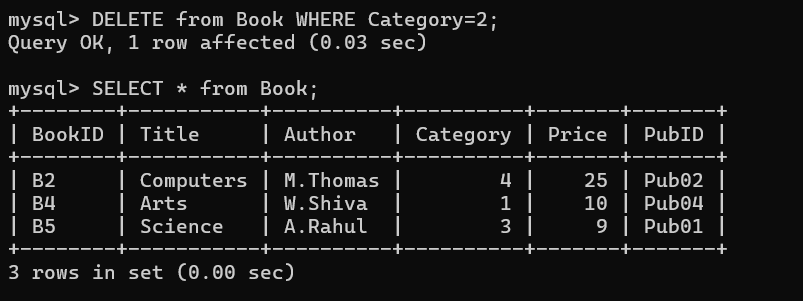 mysql> DELETE from Book WHERE Category=2;
Query OK, 1 row affected (0.03 sec)

mysql> SELECT * from Book;
+--------+-----------+----------+----------+-------+-------+
| BookID | Title     | Author   | Category | Price | PubID |
+--------+-----------+----------+----------+-------+-------+
| B2     | Computers | M.Thomas |        4 |    25 | Pub02 |
| B4     | Arts      | W.Shiva  |        1 |    10 | Pub04 |
| B5     | Science   | A.Rahul  |        3 |     9 | Pub01 |
+--------+-----------+----------+----------+-------+-------+
3 rows in set (0.00 sec)